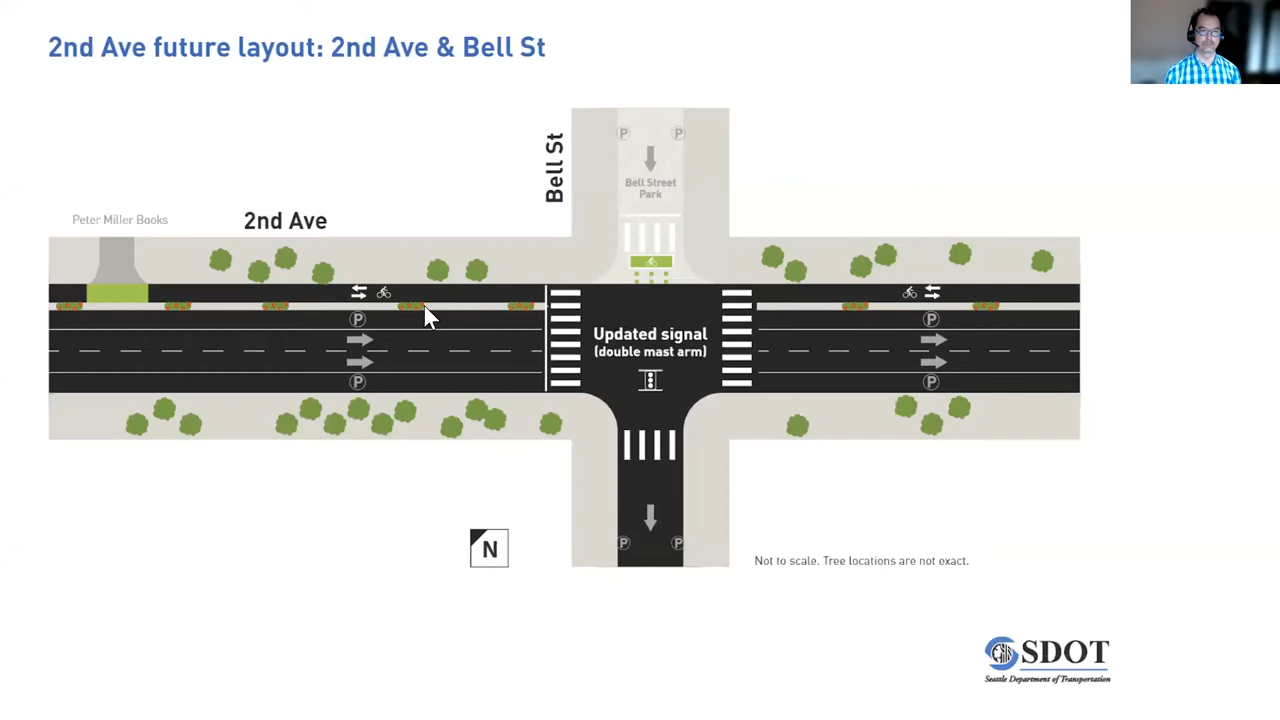 2nd Ave future layout: 2nd Ave & Bell St
Bell St
P P
Bell Street
Park
Peter Miller Books
2nd Ave
P
P
Updated signal
(double mast arm)
P
P
P P
N
Not to scale. Tree locations are not exact.
SDOT
Seattle Department of Transportation